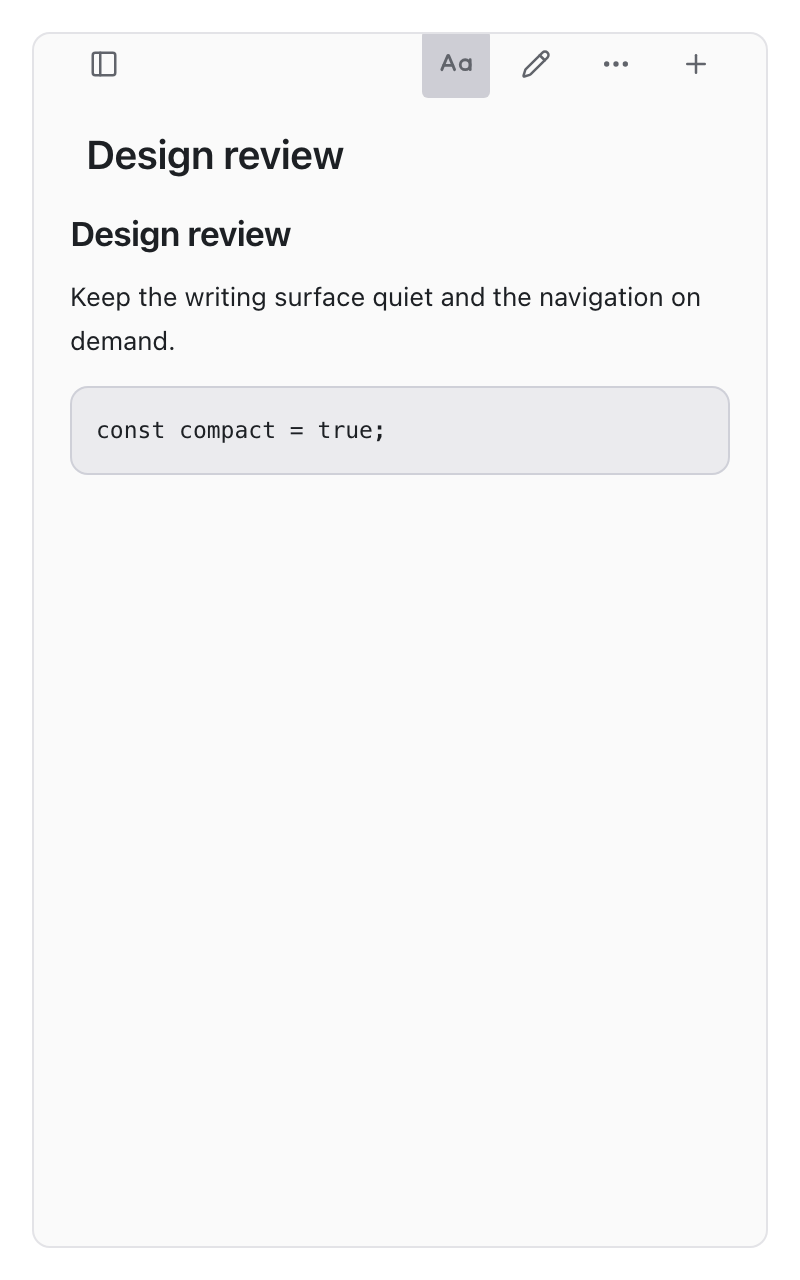 Aa
Design review
Design review
Keep the writing surface quiet and the navigation on
demand.
const compact = true;